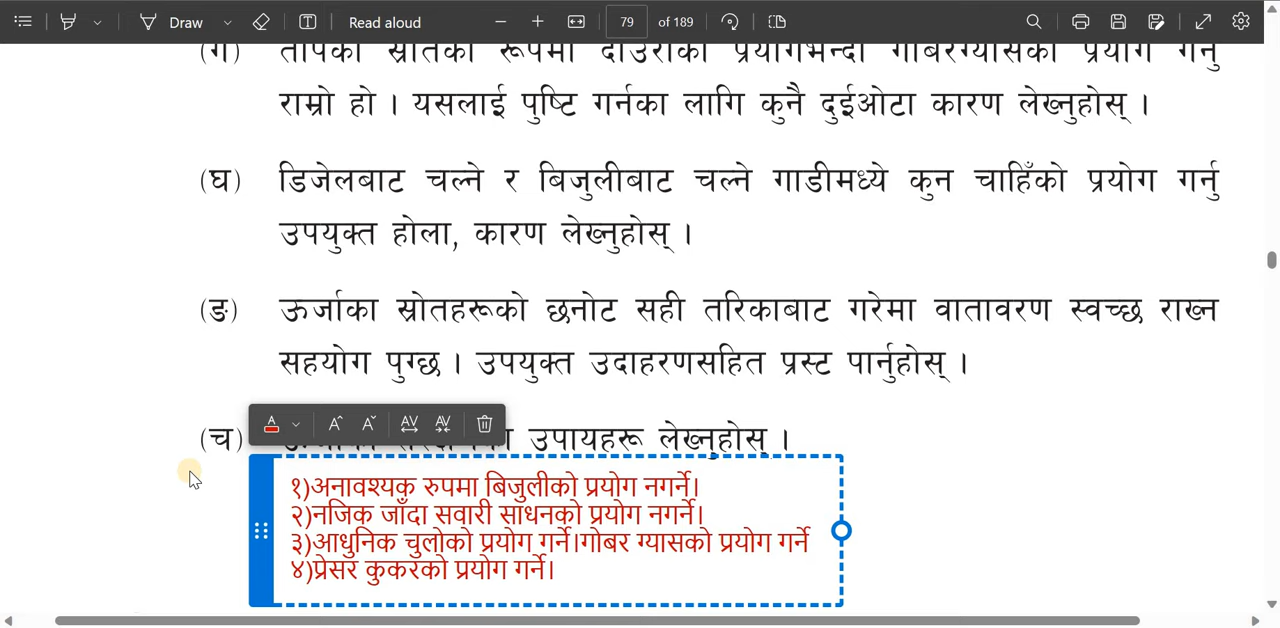 Draw
Read aloud
79 of 189
(ग) तापका स्रोतका रूपमा दाउराको प्रयोगभन्दा गोबरग्यासको प्रयोग गर्नु
राम्रो हो । यसलाई पुष्टि गर्नका लागि कुनै दुईओटा कारण लेख्नुहोस् ।
(घ) डिजेलबाट चल्ने र बिजुलीबाट चल्ने गाडीमध्ये कुन चाहिँको प्रयोग गर्नु
उपयुक्त होला, कारण लेख्नुहोस् ।
(ङ) ऊर्जाका स्रोतहरूको छनोट सही तरिकाबाट गरेमा वातावरण स्वच्छ राख्न
सहयोग पुग्छ । उपयुक्त उदाहरणसहित प्रस्ट पार्नुहोस् ।
(च) उपायहरू लेख्नुहोस् ।
१)अनावश्यक रुपमा बिजुलीको प्रयोग नगर्ने।
२)नजिक जाँदा सवारी साधनको प्रयोग नगर्ने।
३)आधुनिक चुलोको प्रयोग गर्ने।गोबर ग्यासको प्रयोग गर्ने
४)प्रेसर कुकरको प्रयोग गर्ने।